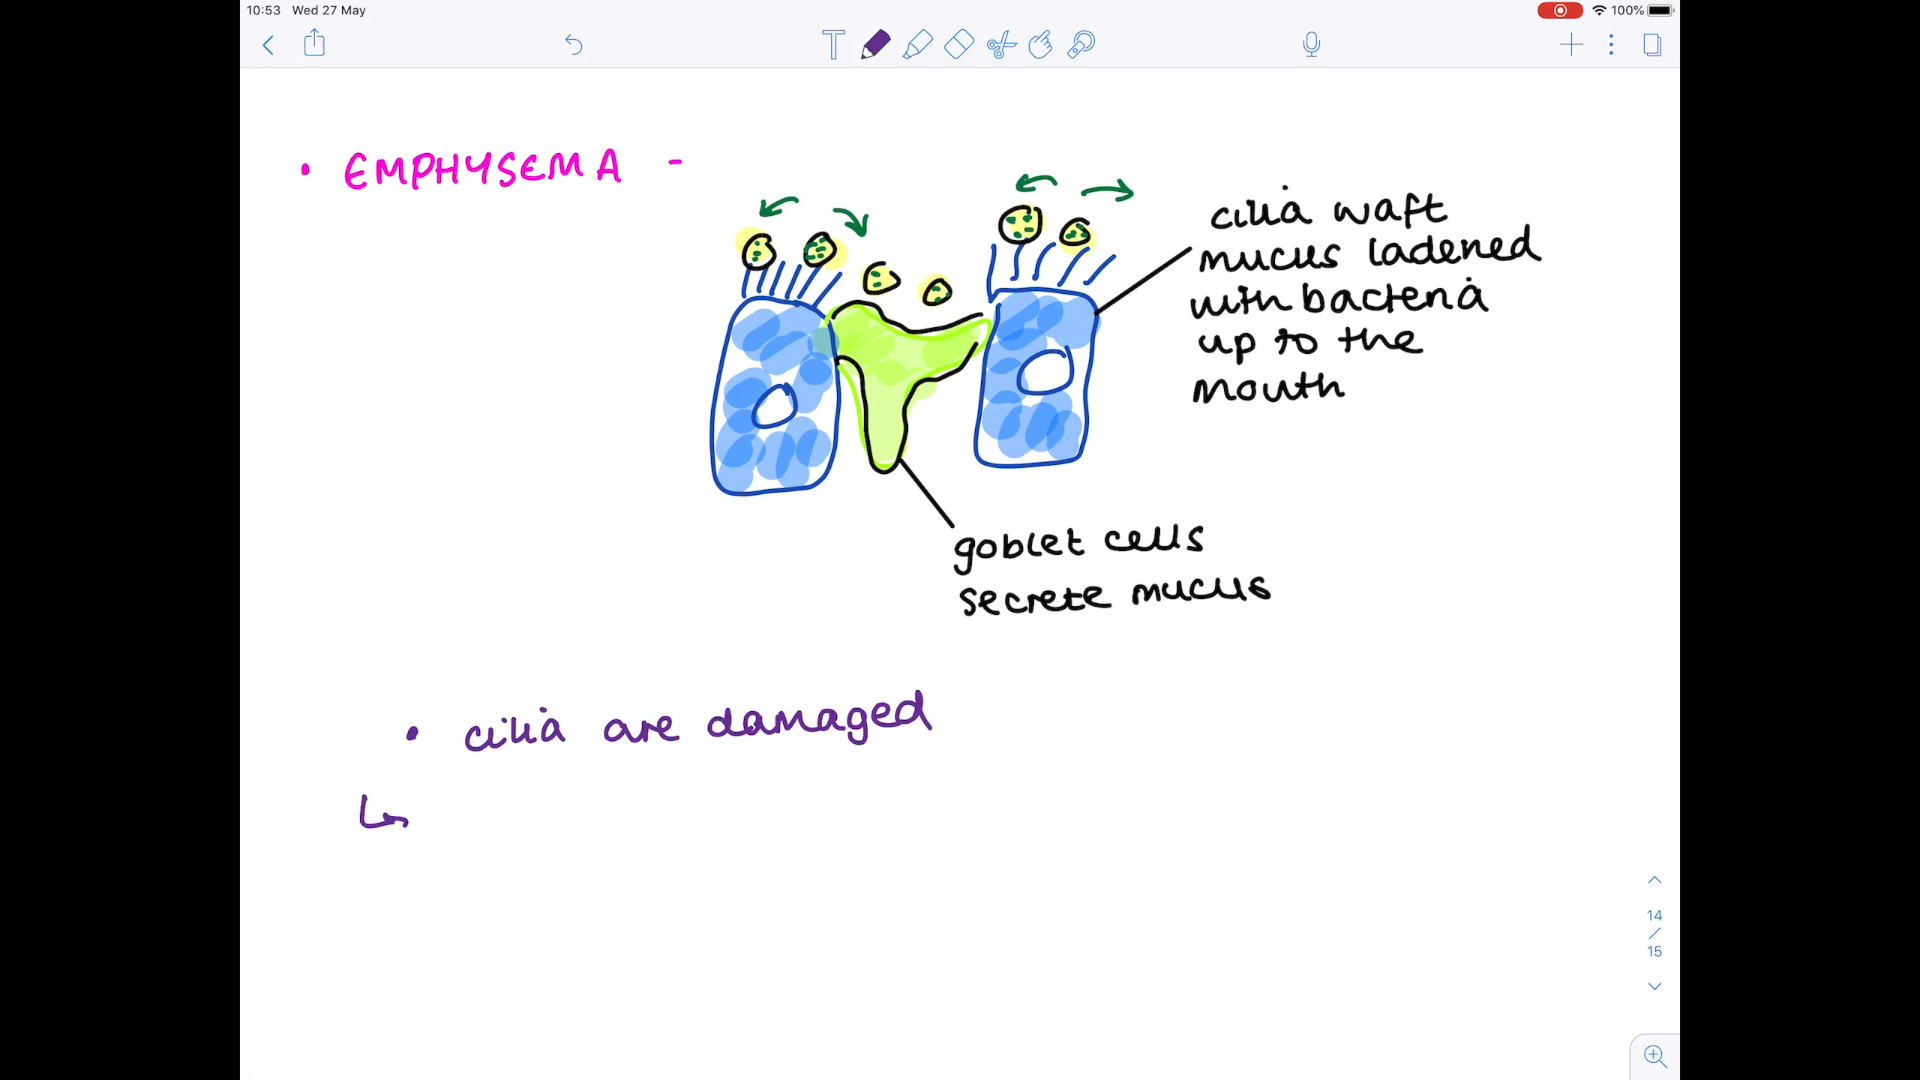 10:53 Wed 27 May
100%
T
• EMPHYSEMA -
cilia waft
mucus ladened
with bacteria
up to the
mouth
goblet cells
secrete mucus
• cilia are damaged
14
/
15